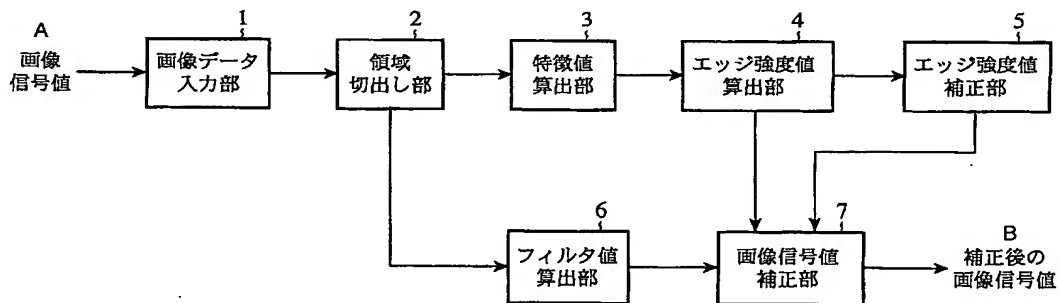 A
画像
信号値
1
画像データ
入力部
2
領域
切出し部
3
特徴値
算出部
4
エッジ強度値
算出部
5
エッジ強度値
補正部
6
フィルタ値
算出部
7
画像信号値
補正部
B
補正後の
画像信号値